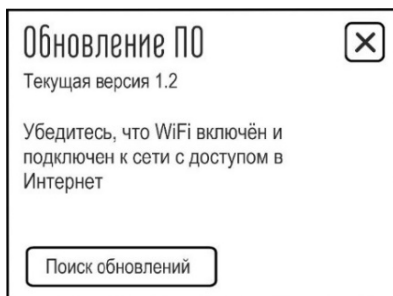 Обновление ПО
Текущая версия 1.2
Убедитесь, что WiFi включён и
подключен к сети с доступом в
Интернет
Поиск обновлений